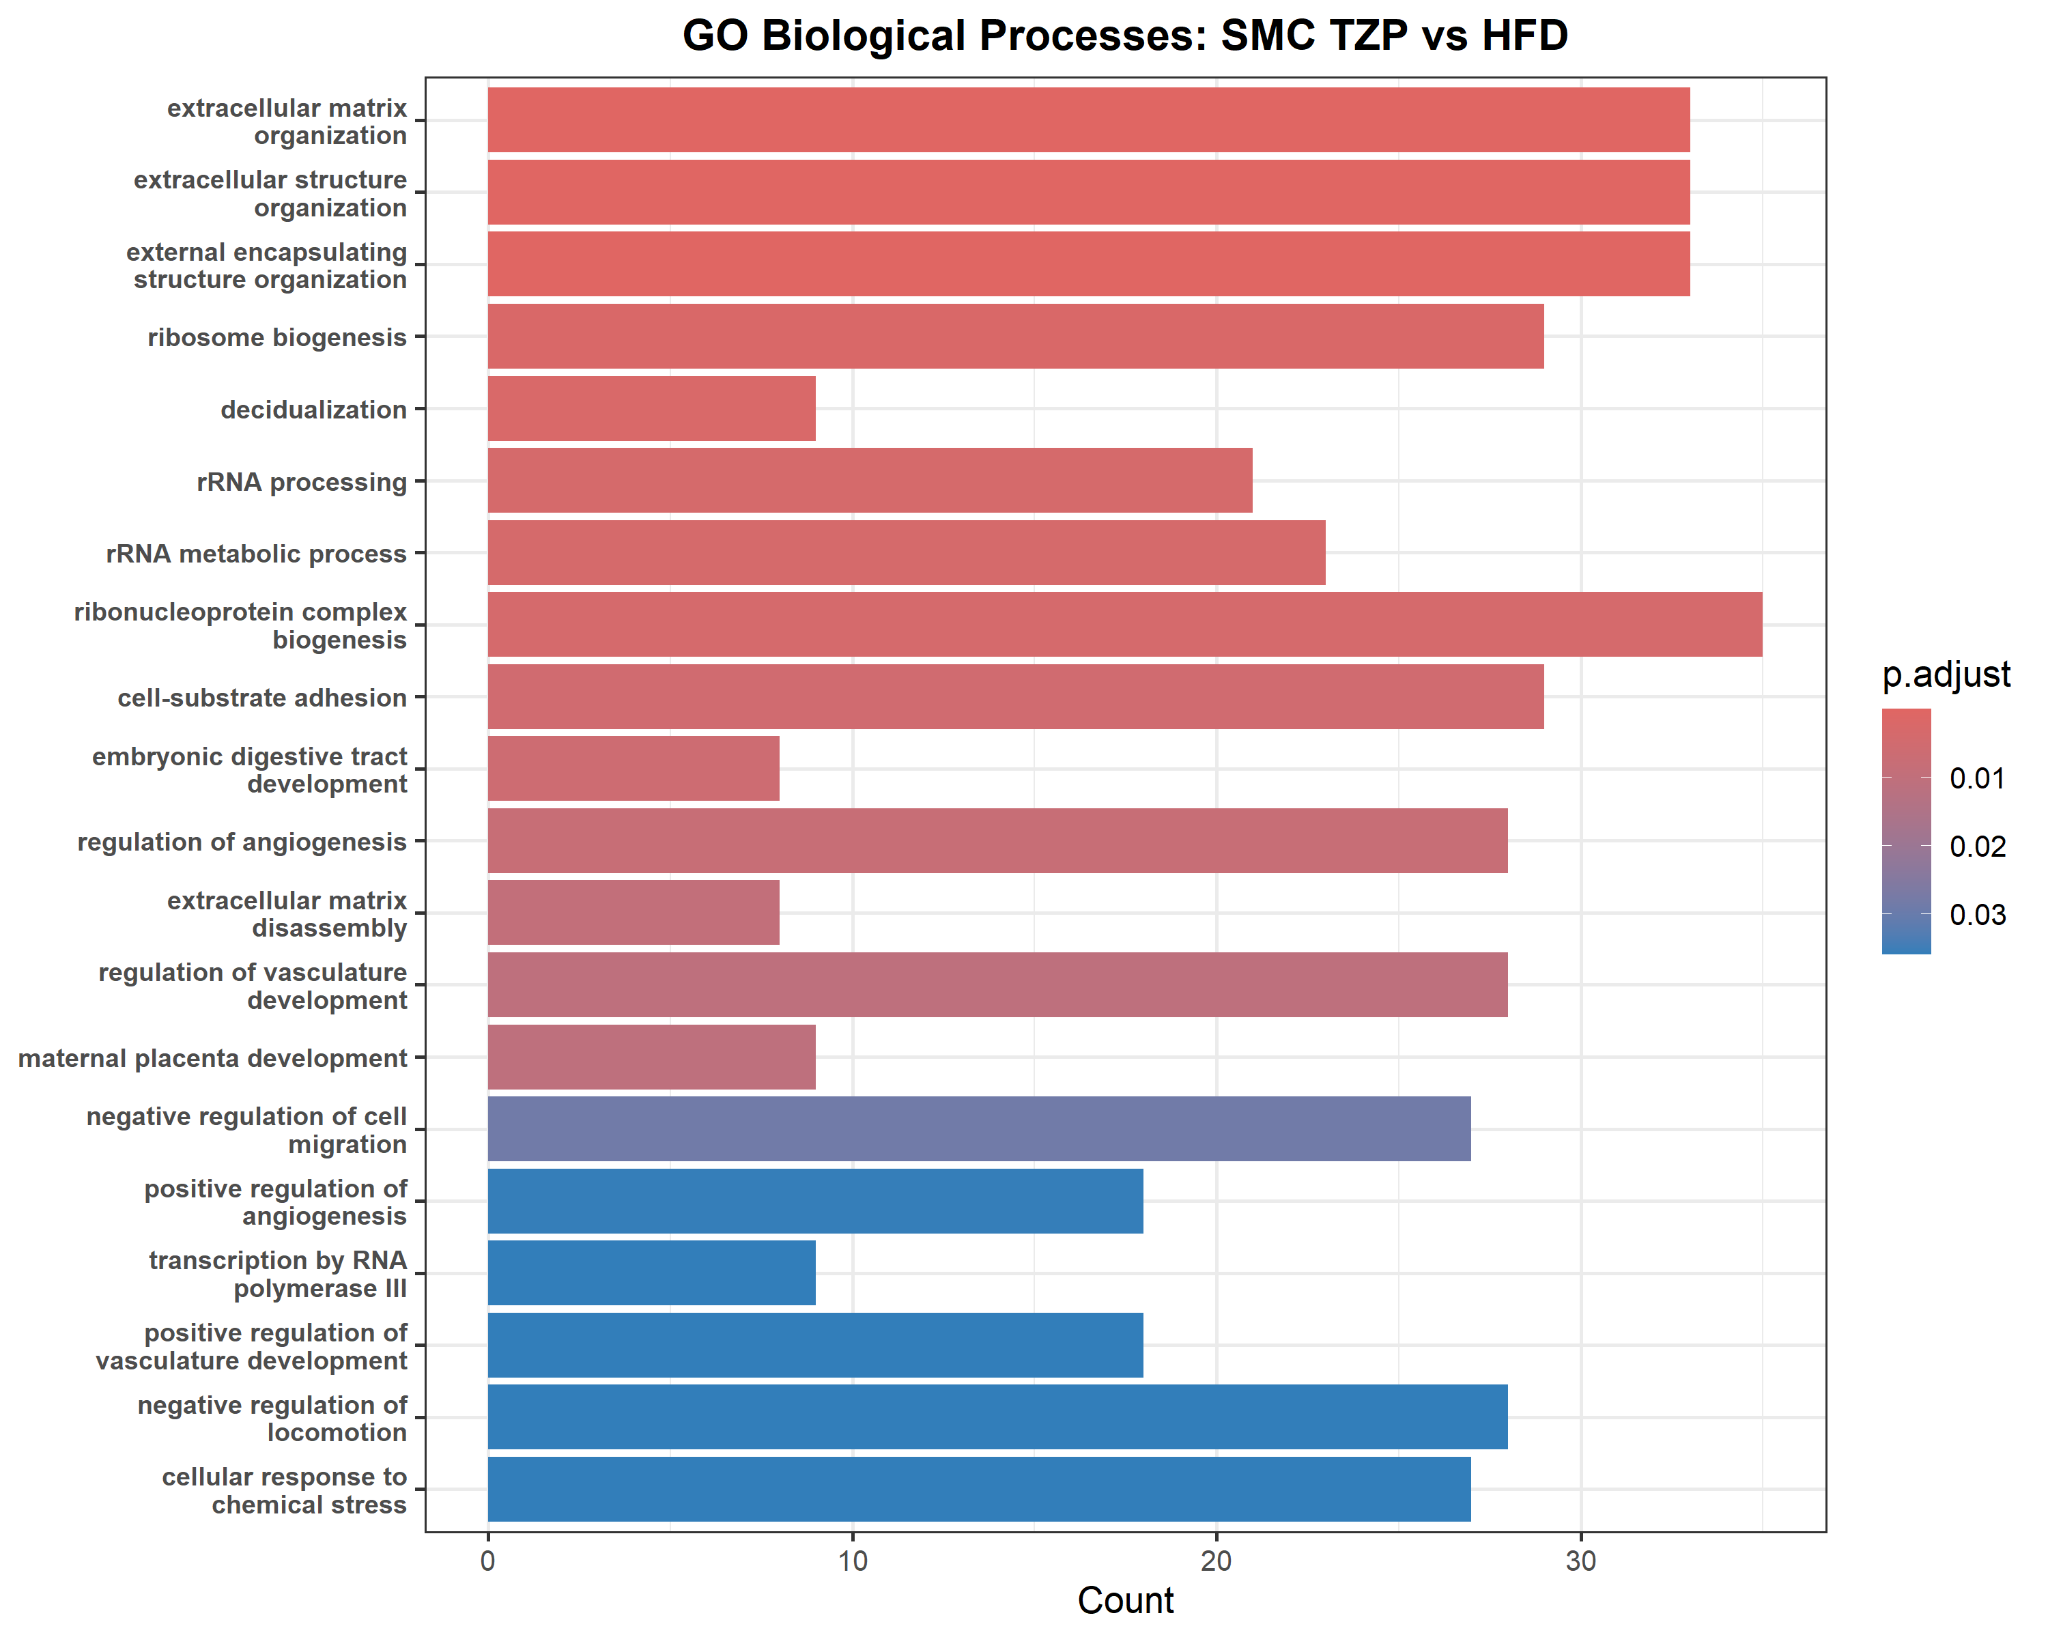 GO Biological Processes: SMC TZP vs HFD
extracellular matrix
organization
extracellular structure
organization
external encapsulating
structure organization
ribosome biogenesis
decidualization
rRNA processing
rRNA metabolic process
ribonucleoprotein complex
biogenesis
cell-substrate adhesion
embryonic digestive tract
development
regulation of angiogenesis
extracellular matrix
disassembly
regulation of vasculature
development
maternal placenta development
negative regulation of cell
migration
positive regulation of
angiogenesis
transcription by RNA
polymerase III
positive regulation of
vasculature development
negative regulation of
locomotion
cellular response to
chemical stress
0
10
20
30
Count
p.adjust
0.01
0.02
0.03